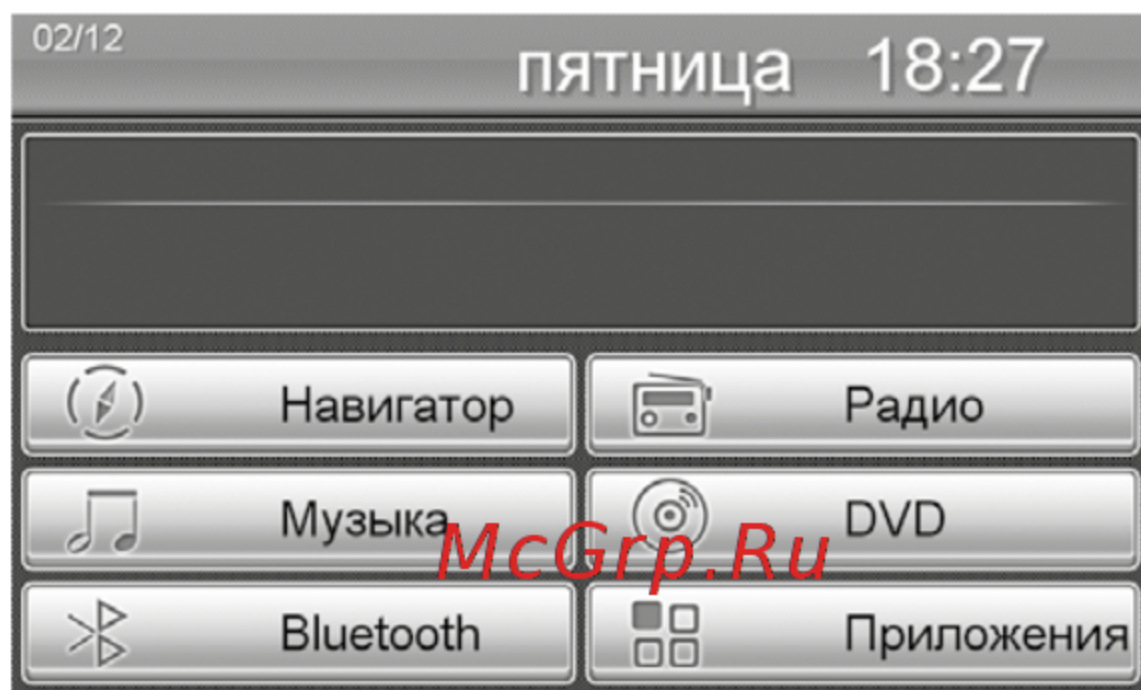 02/12
пятница 18:27
Навигатор
Радио
Музыка
DVD
McGrp.Ru
Bluetooth
Приложения